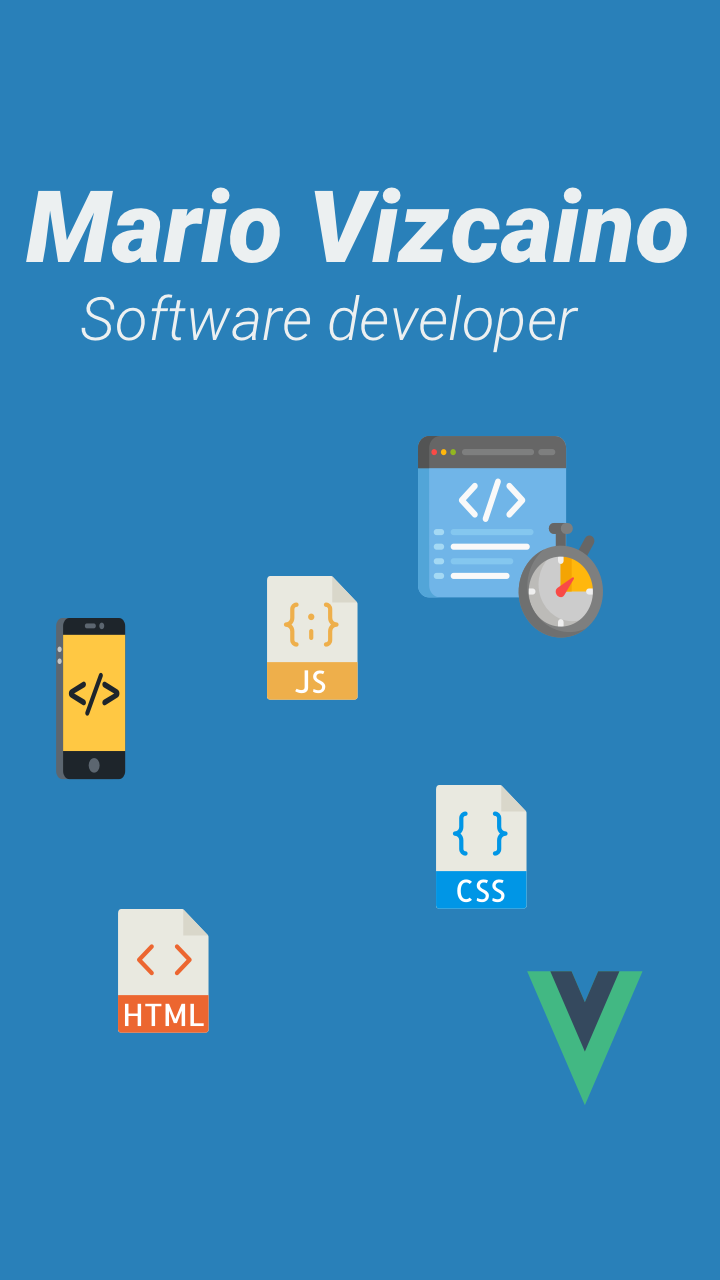 Mario Vizcaino
Software developer
</>
{;}
JS
</>
{ }
CSS
< >
HTML